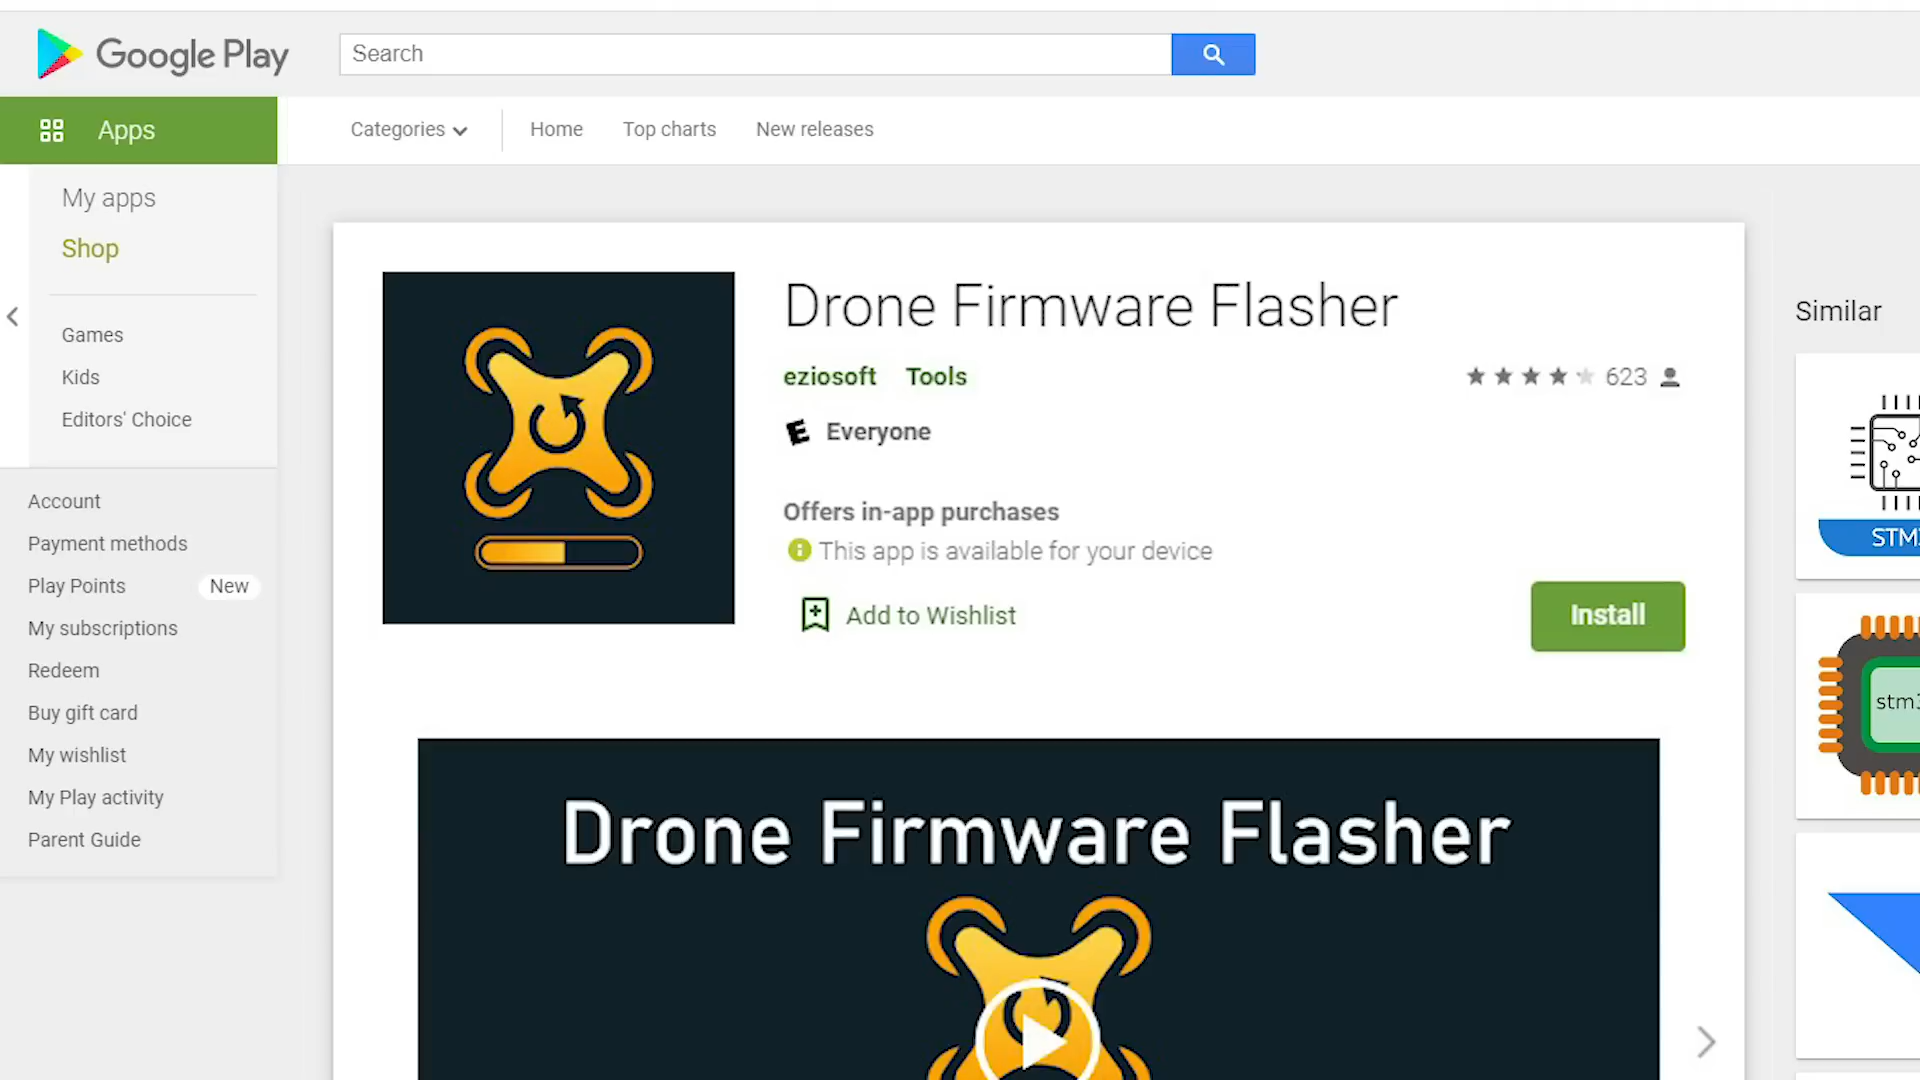 Google Play
Search
Apps
Categories
Home
Top charts
New releases
My apps
Shop
Games
Kids
Editors' Choice
Account
Payment methods
Play Points New
My subscriptions
Redeem
Buy gift card
My wishlist
My Play activity
Parent Guide
Drone Firmware Flasher
eziosoft Tools
623
E Everyone
Offers in-app purchases
This app is available for your device
Add to Wishlist
Install
Drone Firmware Flasher
Similar